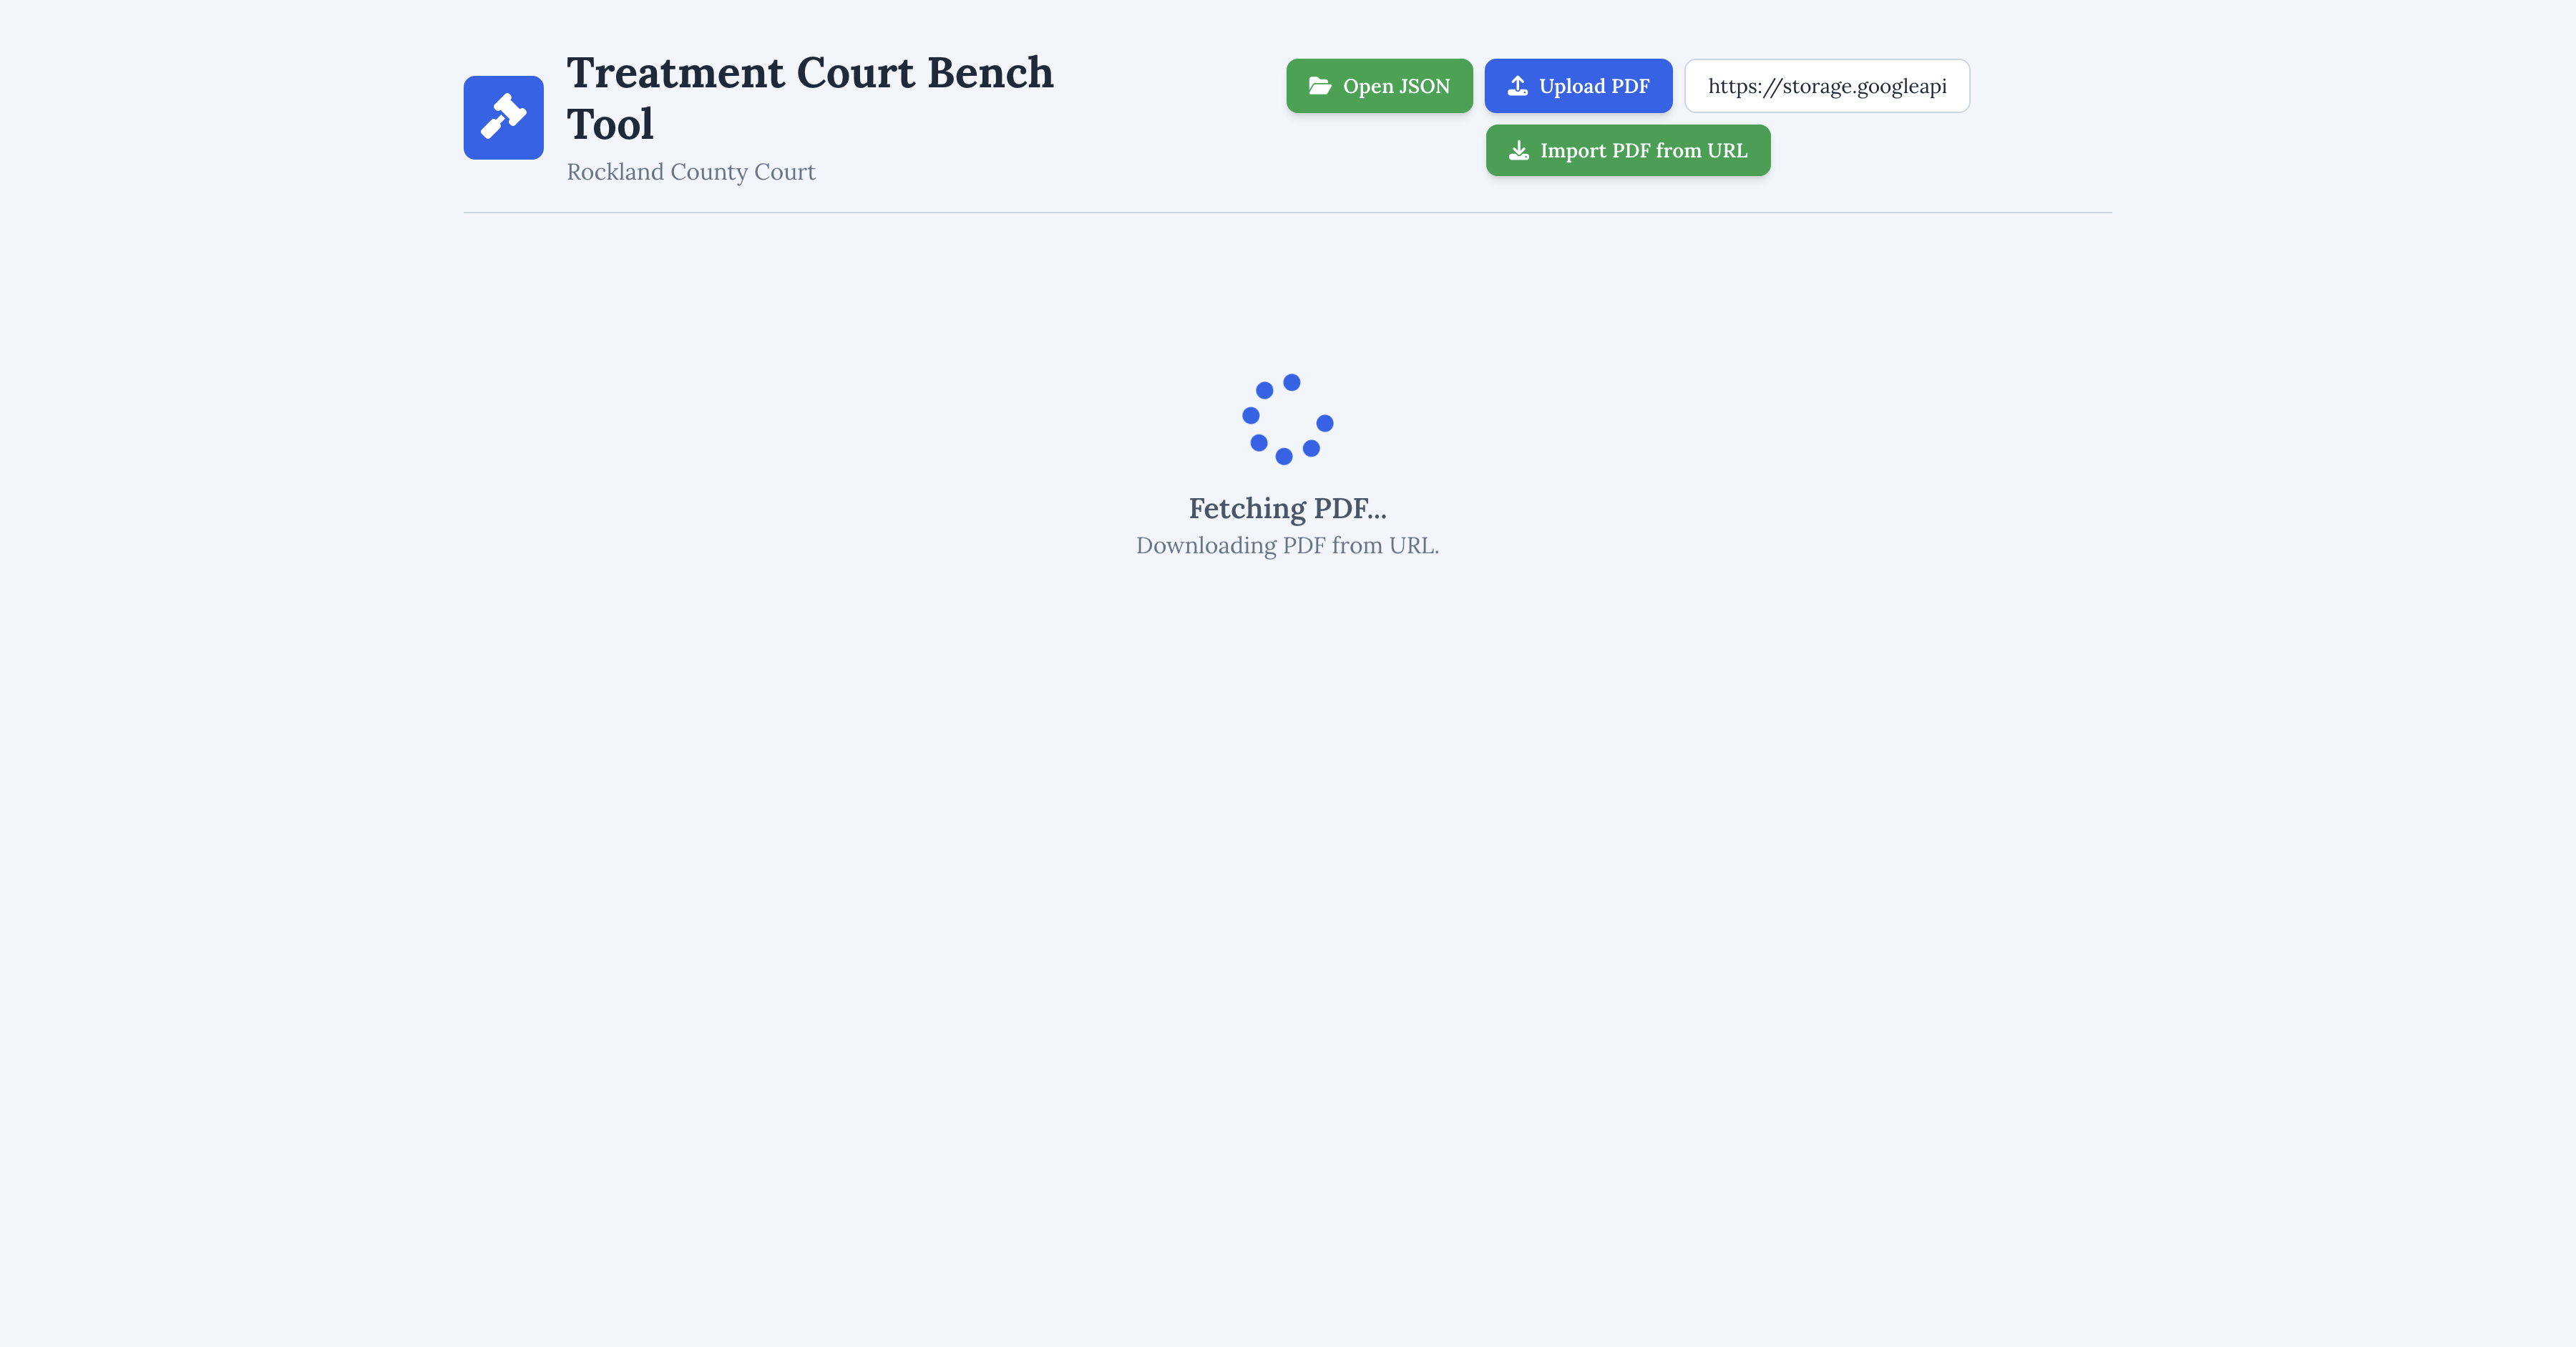 Treatment Court Bench
Tool
Rockland County Court
Open JSON
Upload PDF
https://storage.googleapi
Import PDF from URL
Fetching PDF...
Downloading PDF from URL.